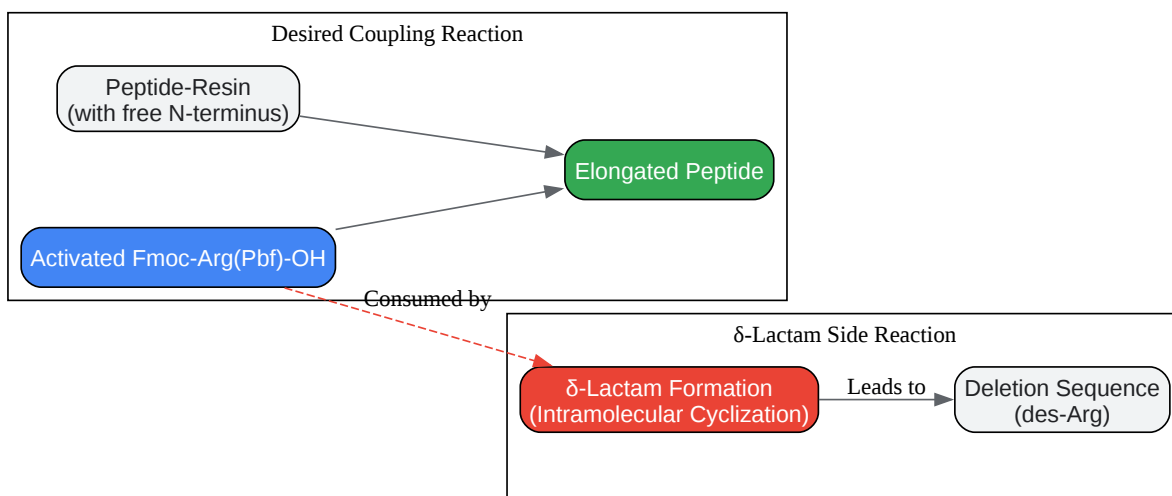 Desired Coupling Reaction
Peptide-Resin
(with free N-terminus)
Elongated Peptide
Activated Fmoc-Arg(Pbf)-OH
Consumed by
δ-Lactam Side Reaction
δ-Lactam Formation
(Intramolecular Cyclization)
Leads to
Deletion Sequence
(des-Arg)